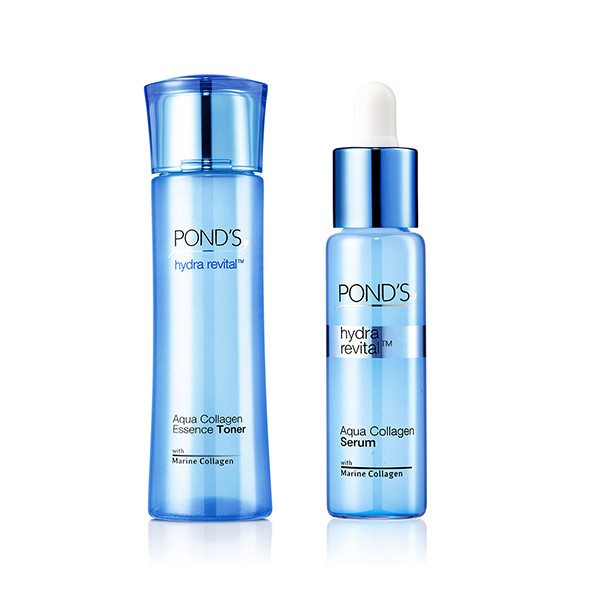 POND'S
hydra revital™
Aqua Collagen
Essence Toner
with
Marine Collagen
POND'S
hydra
revital™
Aqua Collagen
Serum
with
Marine Collagen